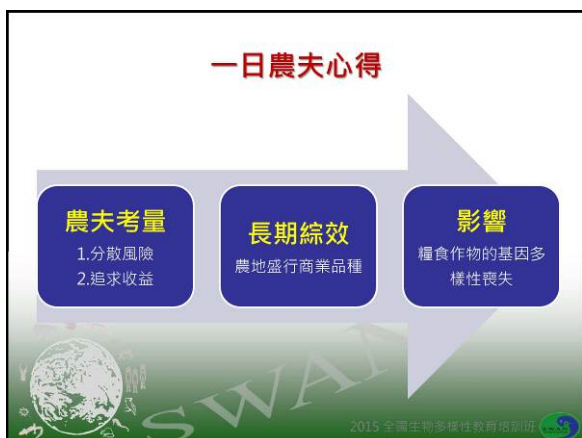 一日農夫心得
農夫考量
1.分散風險
2.追求收益
長期綜效
農地盛行商業品種
影響
糧食作物的基因多
樣性喪失
SWAN
2015 全國生物多樣性教育培訓班